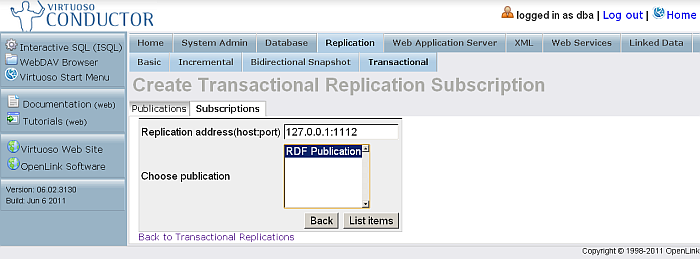 VIRTUOSO
CONDUCTOR
logged in as dba | Log out | Home
Interactive SQL (ISQL)
WebDAV Browser
Virtuoso Start Menu
Documentation (web)
Tutorials (web)
Virtuoso Web Site
OpenLink Software
Version: 06.02.3130
Build: Jun 6 2011
Home System Admin Database Replication Web Application Server XML Web Services Linked Data
Basic Incremental Bidirectional Snapshot Transactional
Create Transactional Replication Subscription
Publications Subscriptions
Replication address(host:port) 127.0.0.1:1112
Choose publication RDF Publication
Back List items
Back to Transactional Replications
Copyright © 1998-2011 OpenLink